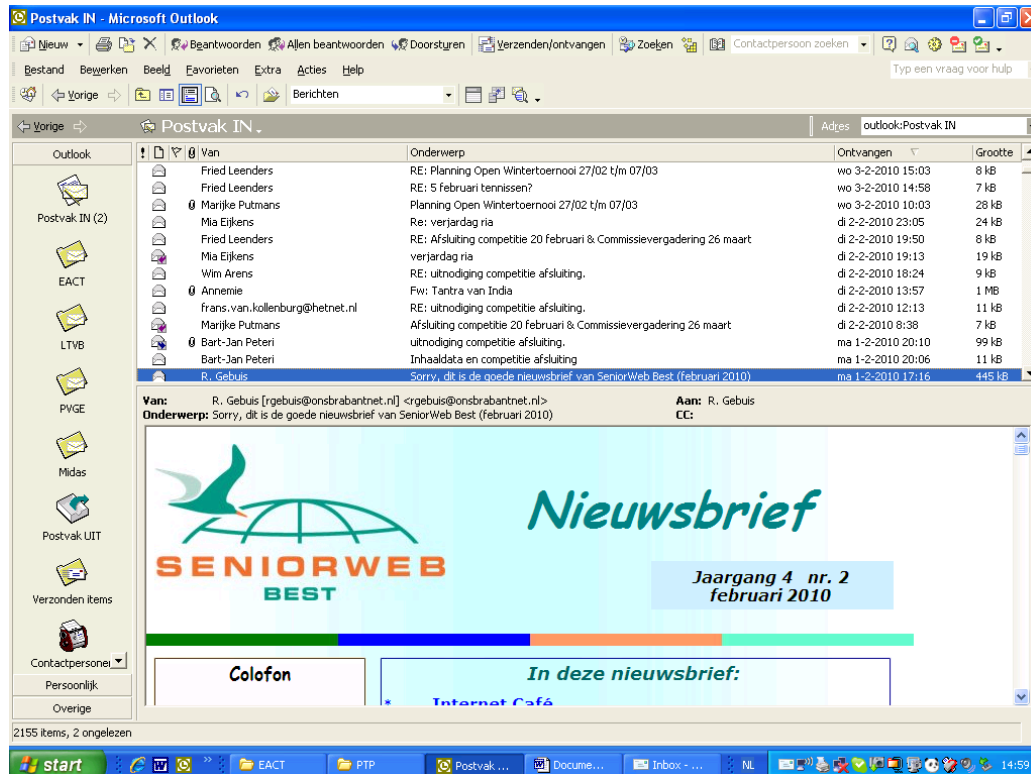 Postvak IN - Microsoft Outlook
Nieuw Beantwoorden Allen beantwoorden Doorsturen Verzenden/ontvangen Zoeken Contactpersoon zoeken
Bestand Bewerken Beeld Favorieten Extra Acties Help Typ een vraag voor hulp
Vorige Berichten
Vorige Postvak IN. Adres outlook:Postvak IN
Outlook
Postvak IN (2)
EACT
LTVB
PVGE
Midas
Postvak UIT
Verzonden items
Contactpersonen
Persoonlijk
Overige
! Van Onderwerp Ontvangen Grootte
Fried Leenders RE: Planning Open Wintertoernooi 27/02 t/m 07/03 wo 3-2-2010 15:03 8 kB
Fried Leenders RE: 5 februari tennissen? wo 3-2-2010 14:58 7 kB
Marijke Putmans Planning Open Wintertoernooi 27/02 t/m 07/03 wo 3-2-2010 10:03 28 kB
Mia Eijkens Re: verjardag ria di 2-2-2010 23:05 24 kB
Fried Leenders RE: Afsluiting competitie 20 februari & Commissievergadering 26 maart di 2-2-2010 19:50 8 kB
Mia Eijkens verjardag ria di 2-2-2010 19:13 19 kB
Wim Arens RE: uitnodiging competitie afsluiting. di 2-2-2010 18:24 9 kB
Annemie Fw: Tantra van India di 2-2-2010 13:57 1 MB
frans.van.kollenburg@hetnet.nl RE: uitnodiging competitie afsluiting. di 2-2-2010 12:13 11 kB
Marijke Putmans Afsluiting competitie 20 februari & Commissievergadering 26 maart di 2-2-2010 8:38 7 kB
Bart-Jan Peteri uitnodiging competitie afsluiting. ma 1-2-2010 20:10 99 kB
Bart-Jan Peteri Inhaaldata en competitie afsluiting ma 1-2-2010 20:06 11 kB
R. Gebuis Sorry, dit is de goede nieuwsbrief van SeniorWeb Best (februari 2010) ma 1-2-2010 17:16 445 kB
Van: R. Gebuis [rgebuis@onsbrabantnet.nl] <rgebuis@onsbrabantnet.nl> Aan: R. Gebuis
Onderwerp: Sorry, dit is de goede nieuwsbrief van SeniorWeb Best (februari 2010) CC:
SENIORWEB
BEST
Nieuwsbrief
Jaargang 4 nr. 2
februari 2010
Colofon
In deze nieuwsbrief:
* Internet Café
2155 items, 2 ongelezen
start EACT PTP Postvak ... Docume... Inbox - ... NL 14:59